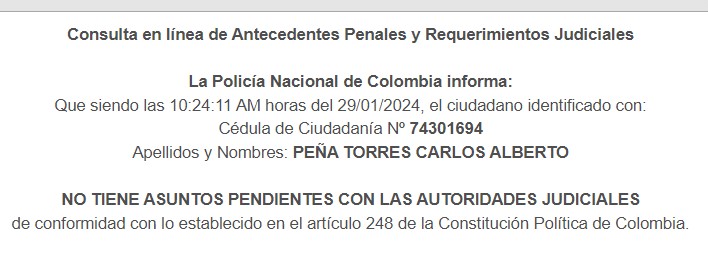 Consulta en línea de Antecedentes Penales y Requerimientos Judiciales
La Policía Nacional de Colombia informa:
Que siendo las 10:24:11 AM horas del 29/01/2024, el ciudadano identificado con:
Cédula de Ciudadanía Nº 74301694
Apellidos y Nombres: PEÑA TORRES CARLOS ALBERTO
NO TIENE ASUNTOS PENDIENTES CON LAS AUTORIDADES JUDICIALES
de conformidad con lo establecido en el artículo 248 de la Constitución Política de Colombia.